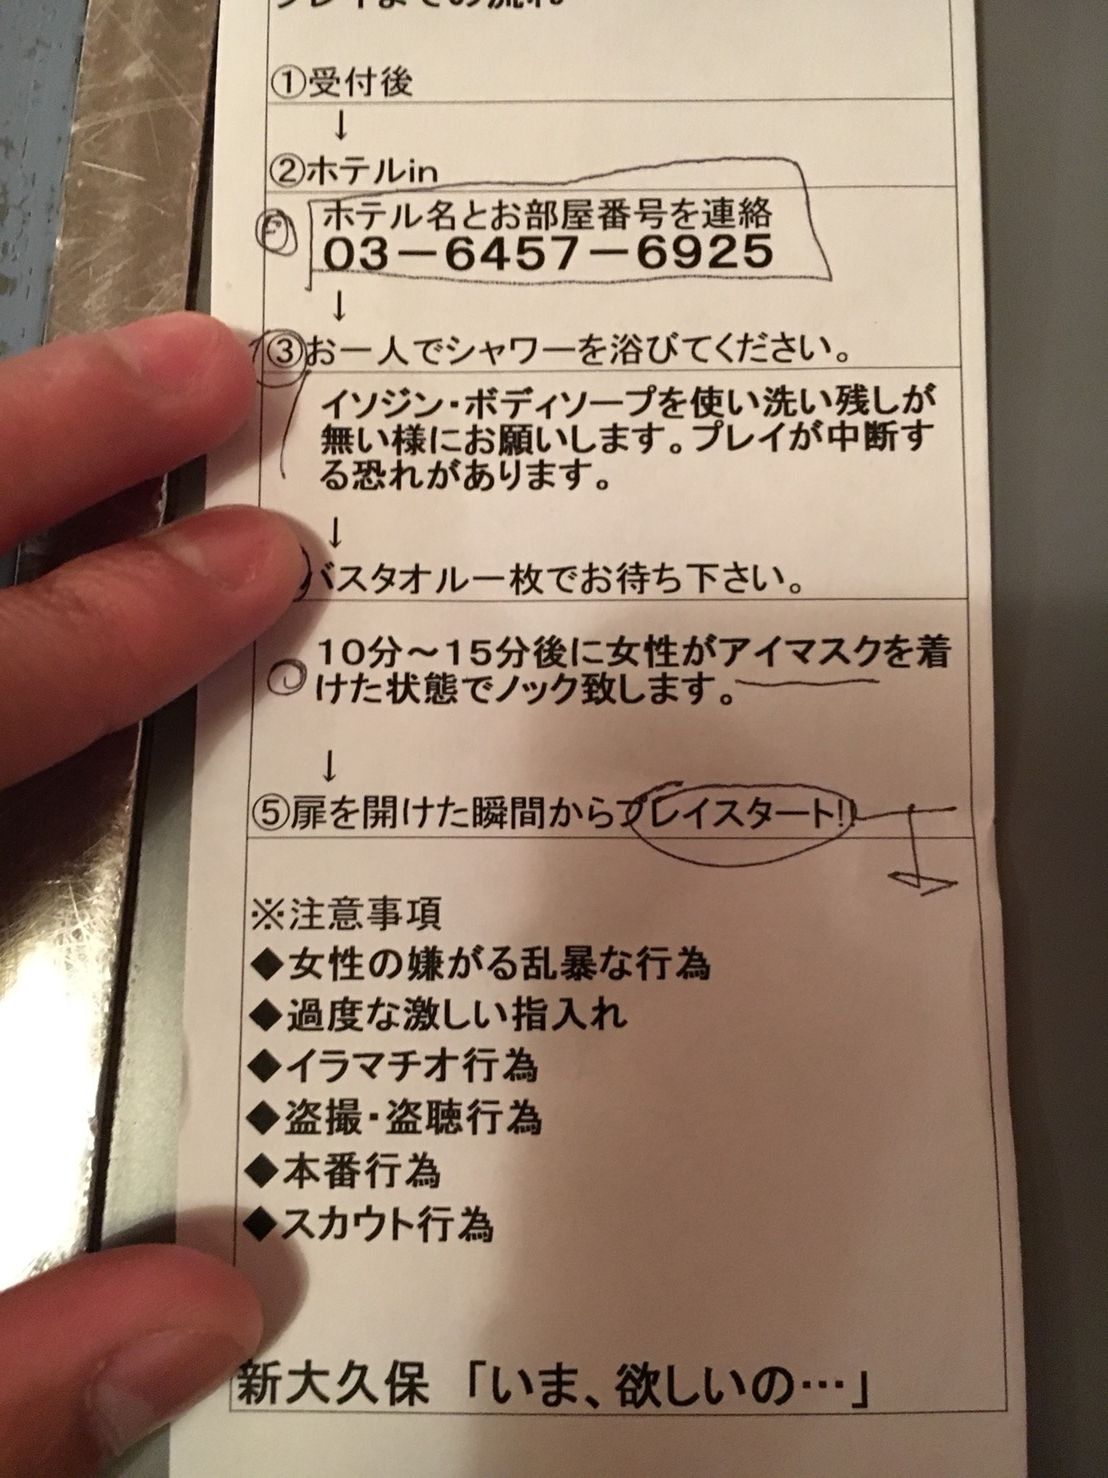 プレイまでの流れ
①受付後
↓
②ホテルin
ホテル名とお部屋番号を連絡
03－6457－6925
↓
③お一人でシャワーを浴びてください。
イソジン・ボディソープを使い洗い残しが
無い様にお願いします。プレイが中断す
る恐れがあります。
↓
バスタオル一枚でお待ち下さい。
10分～15分後に女性がアイマスクを着
けた状態でノック致します。
↓
⑤扉を開けた瞬間からプレイスタート!!
※注意事項
◆女性の嫌がる乱暴な行為
◆過度な激しい指入れ
◆イラマチオ行為
◆盗撮・盗聴行為
◆本番行為
◆スカウト行為
新大久保 「いま、欲しいの…」